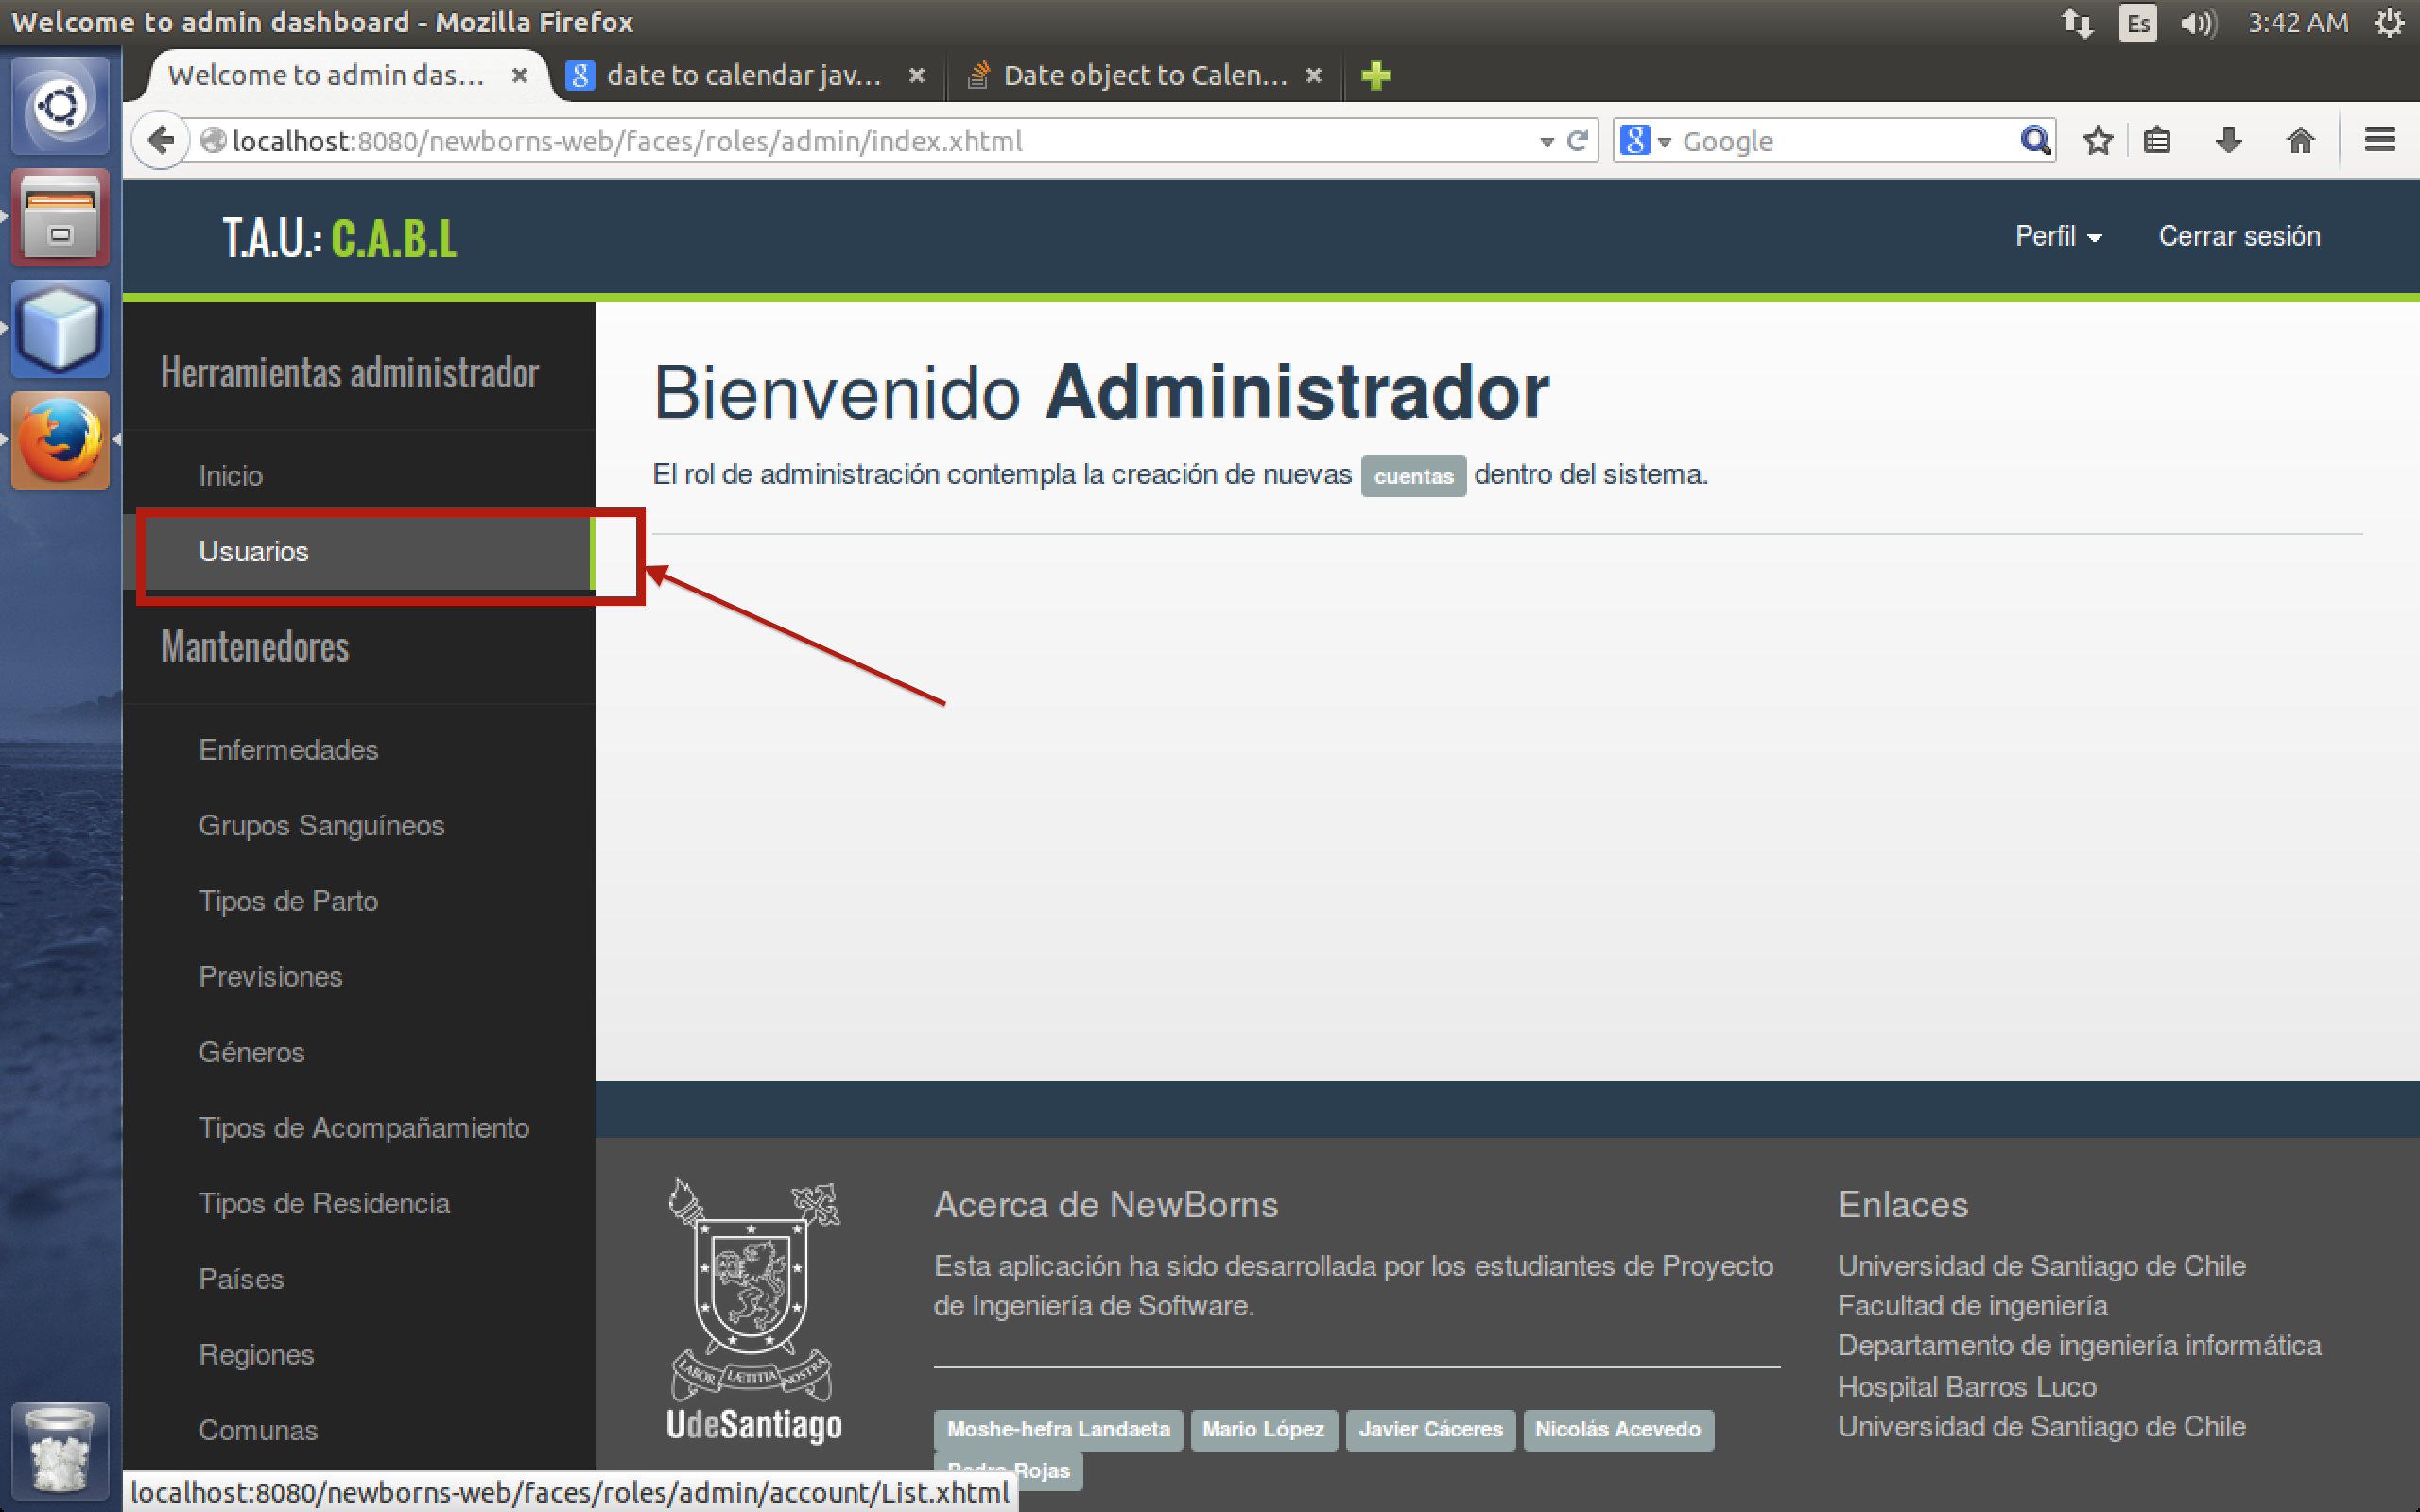 Welcome to admin dashboard - Mozilla Firefox
Es
3:42 AM
Welcome to admin das...
date to calendar jav...
Date object to Calen...
localhost:8080/newborns-web/faces/roles/admin/index.xhtml
Google
T.A.U.: C.A.B.L
Perfil
Cerrar sesión
Herramientas administrador
Inicio
Usuarios
Mantenedores
Enfermedades
Grupos Sanguíneos
Tipos de Parto
Previsiones
Géneros
Tipos de Acompañamiento
Tipos de Residencia
Países
Regiones
Comunas
Bienvenido Administrador
El rol de administración contempla la creación de nuevas cuentas dentro del sistema.
LABOR LÆTITIA NOSTRA
UdeSantiago
Acerca de NewBorns
Esta aplicación ha sido desarrollada por los estudiantes de Proyecto
de Ingeniería de Software.
Moshe-hefra Landaeta
Mario López
Javier Cáceres
Nicolás Acevedo
Pedro Rojas
Enlaces
Universidad de Santiago de Chile
Facultad de ingeniería
Departamento de ingeniería informática
Hospital Barros Luco
Universidad de Santiago de Chile
localhost:8080/newborns-web/faces/roles/admin/account/List.xhtml